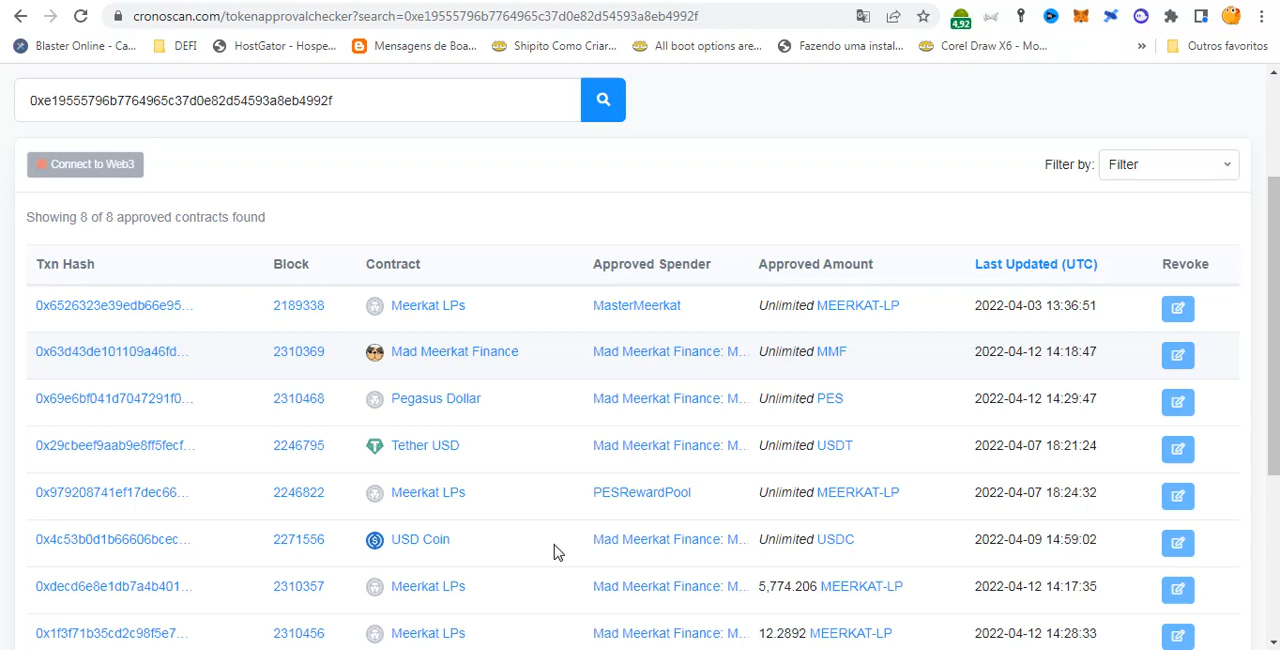 cronoscan.com/tokenapprovalchecker?search=0xe19555796b7764965c37d0e82d54593a8eb4992f
4.92
Blaster Online - Ca...
DEFI
HostGator - Hospe...
Mensagens de Boa...
Shipito Como Criar...
All boot options are...
Fazendo uma instal...
Corel Draw X6 - Mo...
»
Outros favoritos
0xe19555796b7764965c37d0e82d54593a8eb4992f
Connect to Web3
Filter by: Filter
Showing 8 of 8 approved contracts found
Txn Hash Block Contract Approved Spender Approved Amount Last Updated (UTC) Revoke
0x6526323e39edb66e95... 2189338 Meerkat LPs MasterMeerkat Unlimited MEERKAT-LP 2022-04-03 13:36:51
0x63d43de101109a46fd... 2310369 Mad Meerkat Finance Mad Meerkat Finance: M... Unlimited MMF 2022-04-12 14:18:47
0x69e6bf041d7047291f0... 2310468 Pegasus Dollar Mad Meerkat Finance: M... Unlimited PES 2022-04-12 14:29:47
0x29cbeef9aab9e8ff5fecf... 2246795 Tether USD Mad Meerkat Finance: M... Unlimited USDT 2022-04-07 18:21:24
0x979208741ef17dec66... 2246822 Meerkat LPs PESRewardPool Unlimited MEERKAT-LP 2022-04-07 18:24:32
0x4c53b0d1b66606bcec... 2271556 USD Coin Mad Meerkat Finance: M... Unlimited USDC 2022-04-09 14:59:02
0xdecd6e8e1db7a4b401... 2310357 Meerkat LPs Mad Meerkat Finance: M... 5,774.206 MEERKAT-LP 2022-04-12 14:17:35
0x1f3f71b35cd2c98f5e7... 2310456 Meerkat LPs Mad Meerkat Finance: M... 12.2892 MEERKAT-LP 2022-04-12 14:28:33